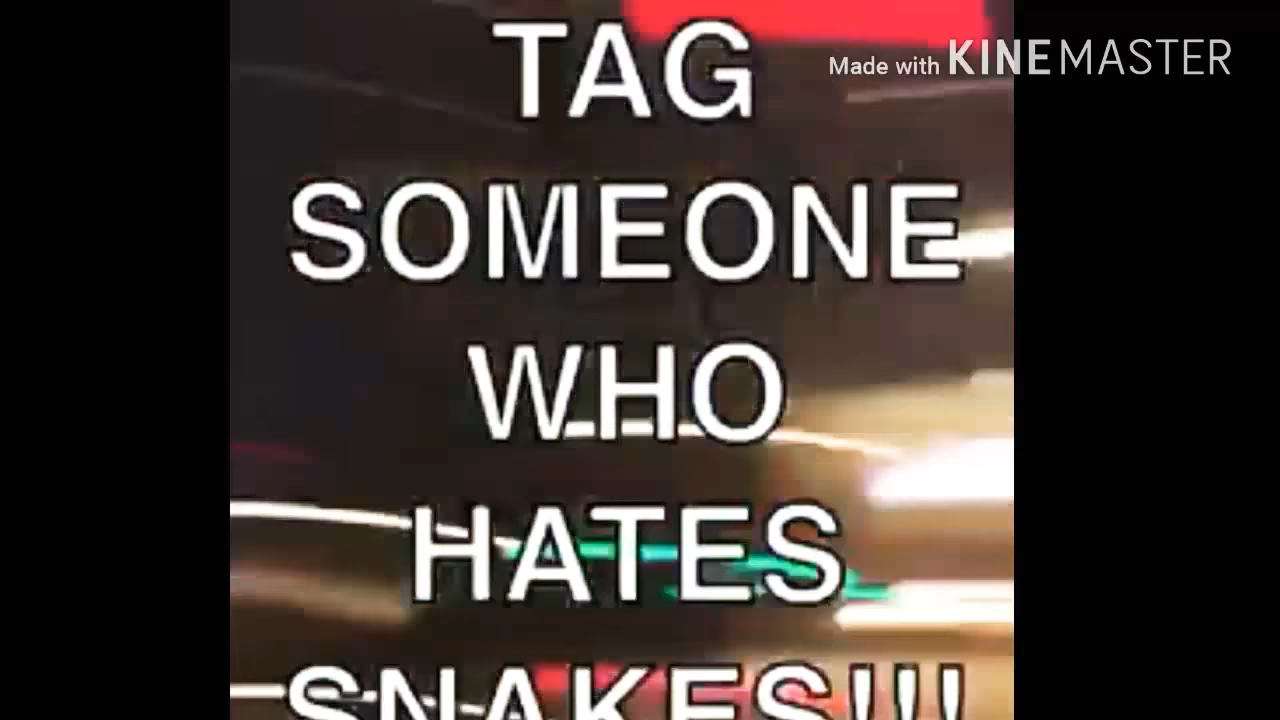 TAG
Made with KINEMASTER
SOMEONE
WHO
HATES
SNAKES!!!